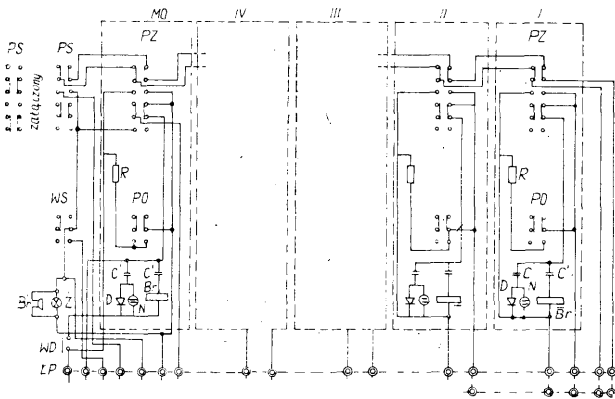 MO IV III II I
PS PS PZ PZ
załączony
R R
WS PO PO
C' C' C' C'
D N Br D N Br
Br Z
WD
LP